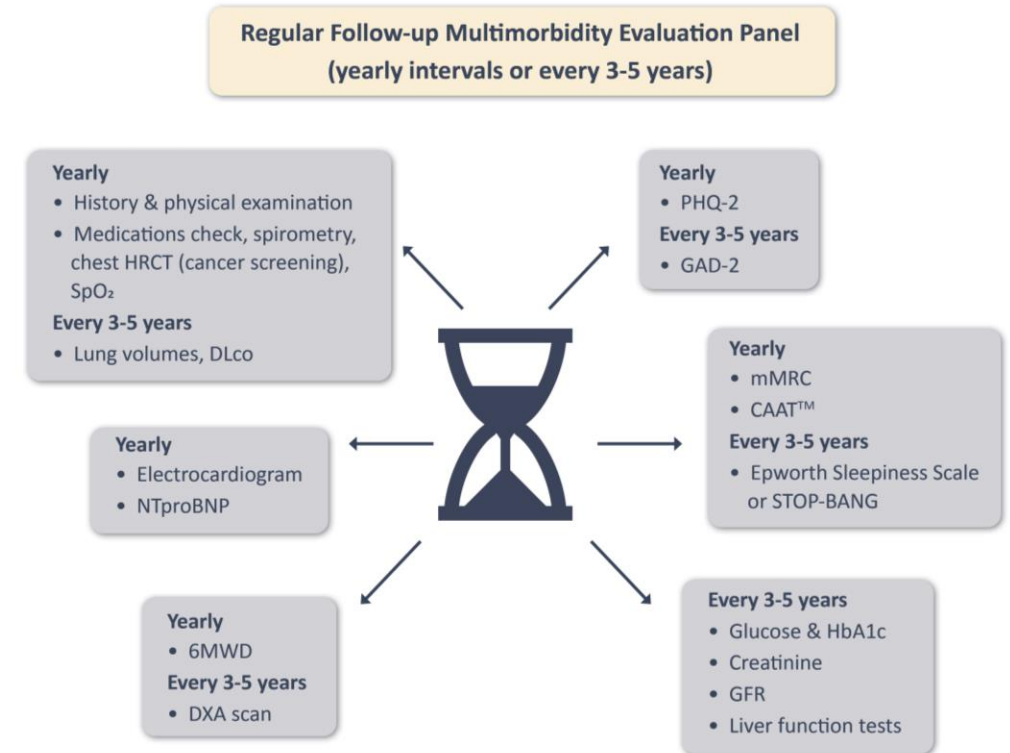 Regular Follow-up Multimorbidity Evaluation Panel
(yearly intervals or every 3-5 years)
Yearly
• History & physical examination
• Medications check, spirometry,
chest HRCT (cancer screening),
SpO₂
Every 3-5 years
• Lung volumes, DLco
Yearly
• PHQ-2
Every 3-5 years
• GAD-2
Yearly
• Electrocardiogram
• NTproBNP
Yearly
• mMRC
• CAAT™
Every 3-5 years
• Epworth Sleepiness Scale
or STOP-BANG
Yearly
• 6MWD
Every 3-5 years
• DXA scan
Every 3-5 years
• Glucose & HbA1c
• Creatinine
• GFR
• Liver function tests